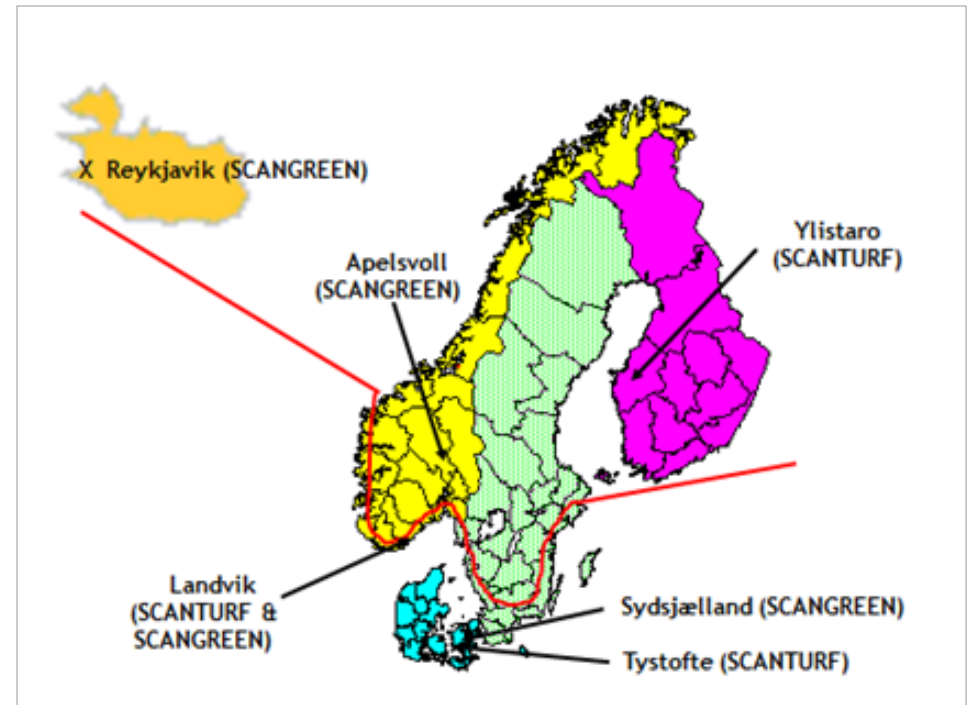 X Reykjavik (SCANGREEN)
Ylistaro
(SCANTURF)
Apelsvoll
(SCANGREEN)
Landvik
(SCANTURF &
SCANGREEN)
Sydsjælland (SCANGREEN)
Tystofte (SCANTURF)